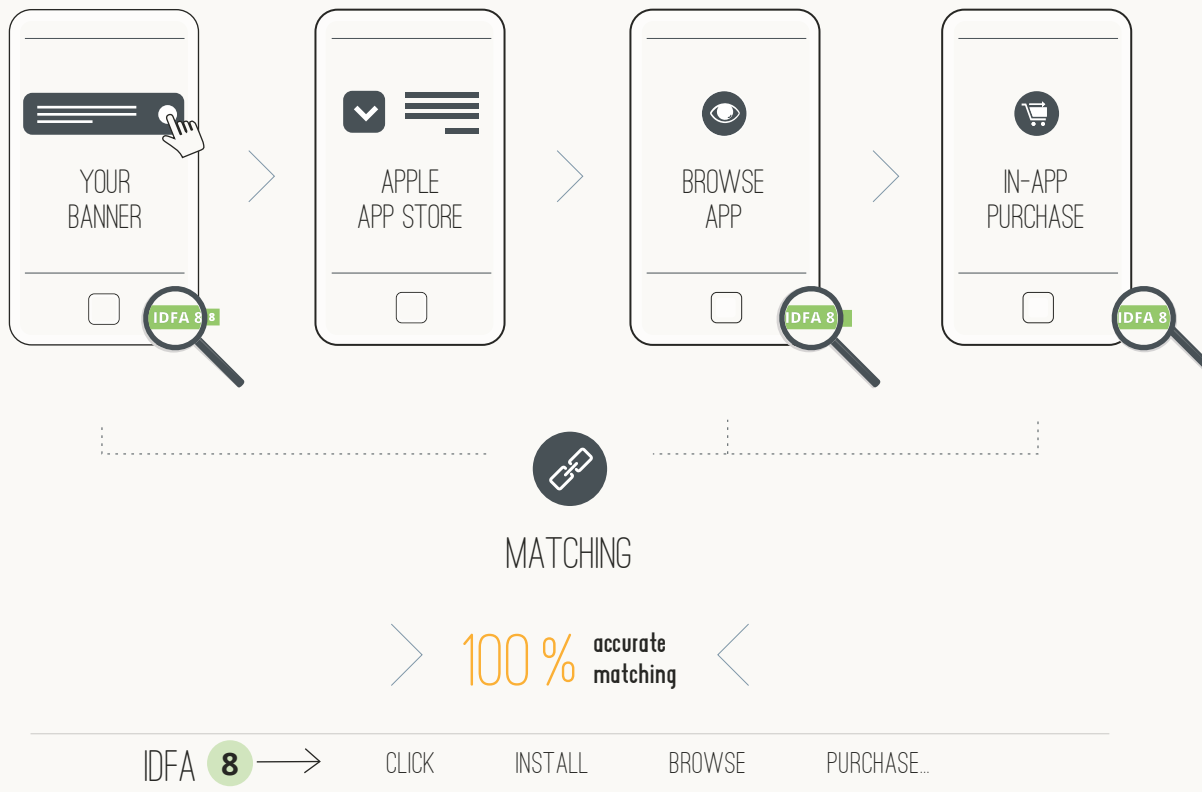 YOUR
BANNER
APPLE
APP STORE
BROWSE
APP
IN-APP
PURCHASE
IDFA 8 8
IDFA 8
IDFA 8
MATCHING
100 % accurate
matching
IDFA 8 CLICK INSTALL BROWSE PURCHASE...